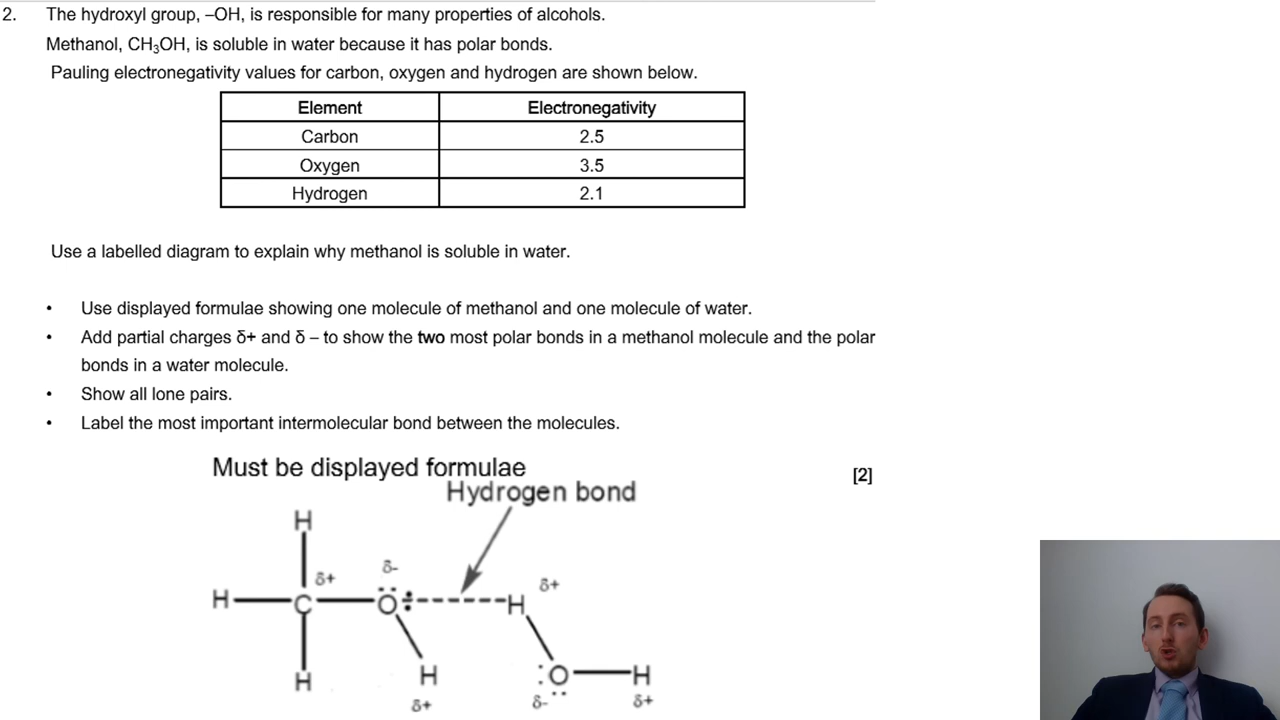 2. The hydroxyl group, –OH, is responsible for many properties of alcohols.
Methanol, CH₃OH, is soluble in water because it has polar bonds.
Pauling electronegativity values for carbon, oxygen and hydrogen are shown below.
Element Electronegativity
Carbon 2.5
Oxygen 3.5
Hydrogen 2.1
Use a labelled diagram to explain why methanol is soluble in water.
• Use displayed formulae showing one molecule of methanol and one molecule of water.
• Add partial charges δ+ and δ – to show the two most polar bonds in a methanol molecule and the polar
bonds in a water molecule.
• Show all lone pairs.
• Label the most important intermolecular bond between the molecules.
Must be displayed formulae [2]
Hydrogen bond
H
δ+ δ- δ+
H C O H
H H O H
δ+ δ- δ+